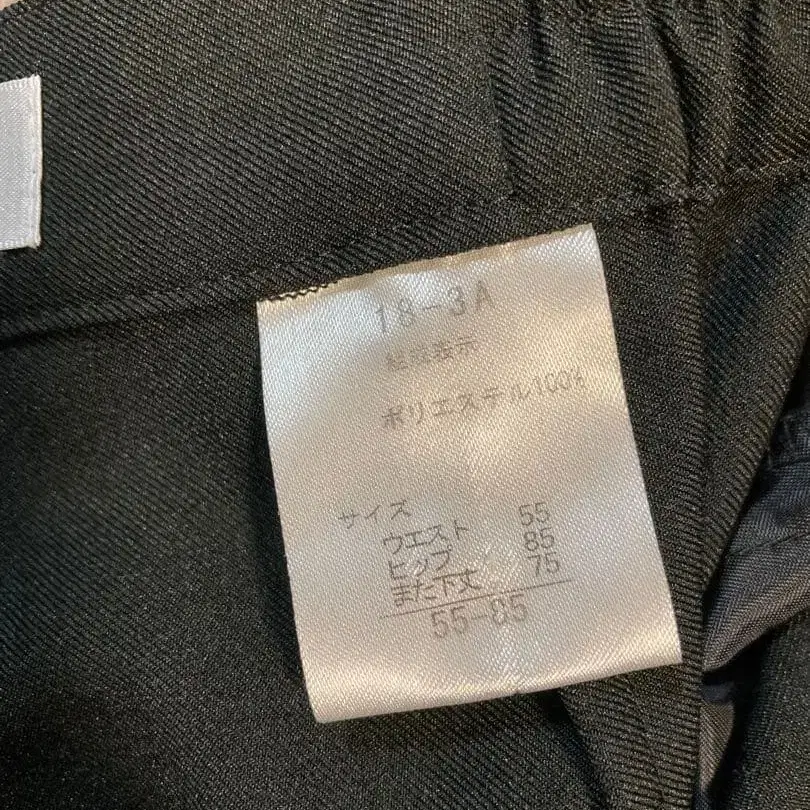 18-3A
組成表示
ポリエステル100%
サイズ
ウエスト 55
ヒップ 85
また下丈 75
55-85